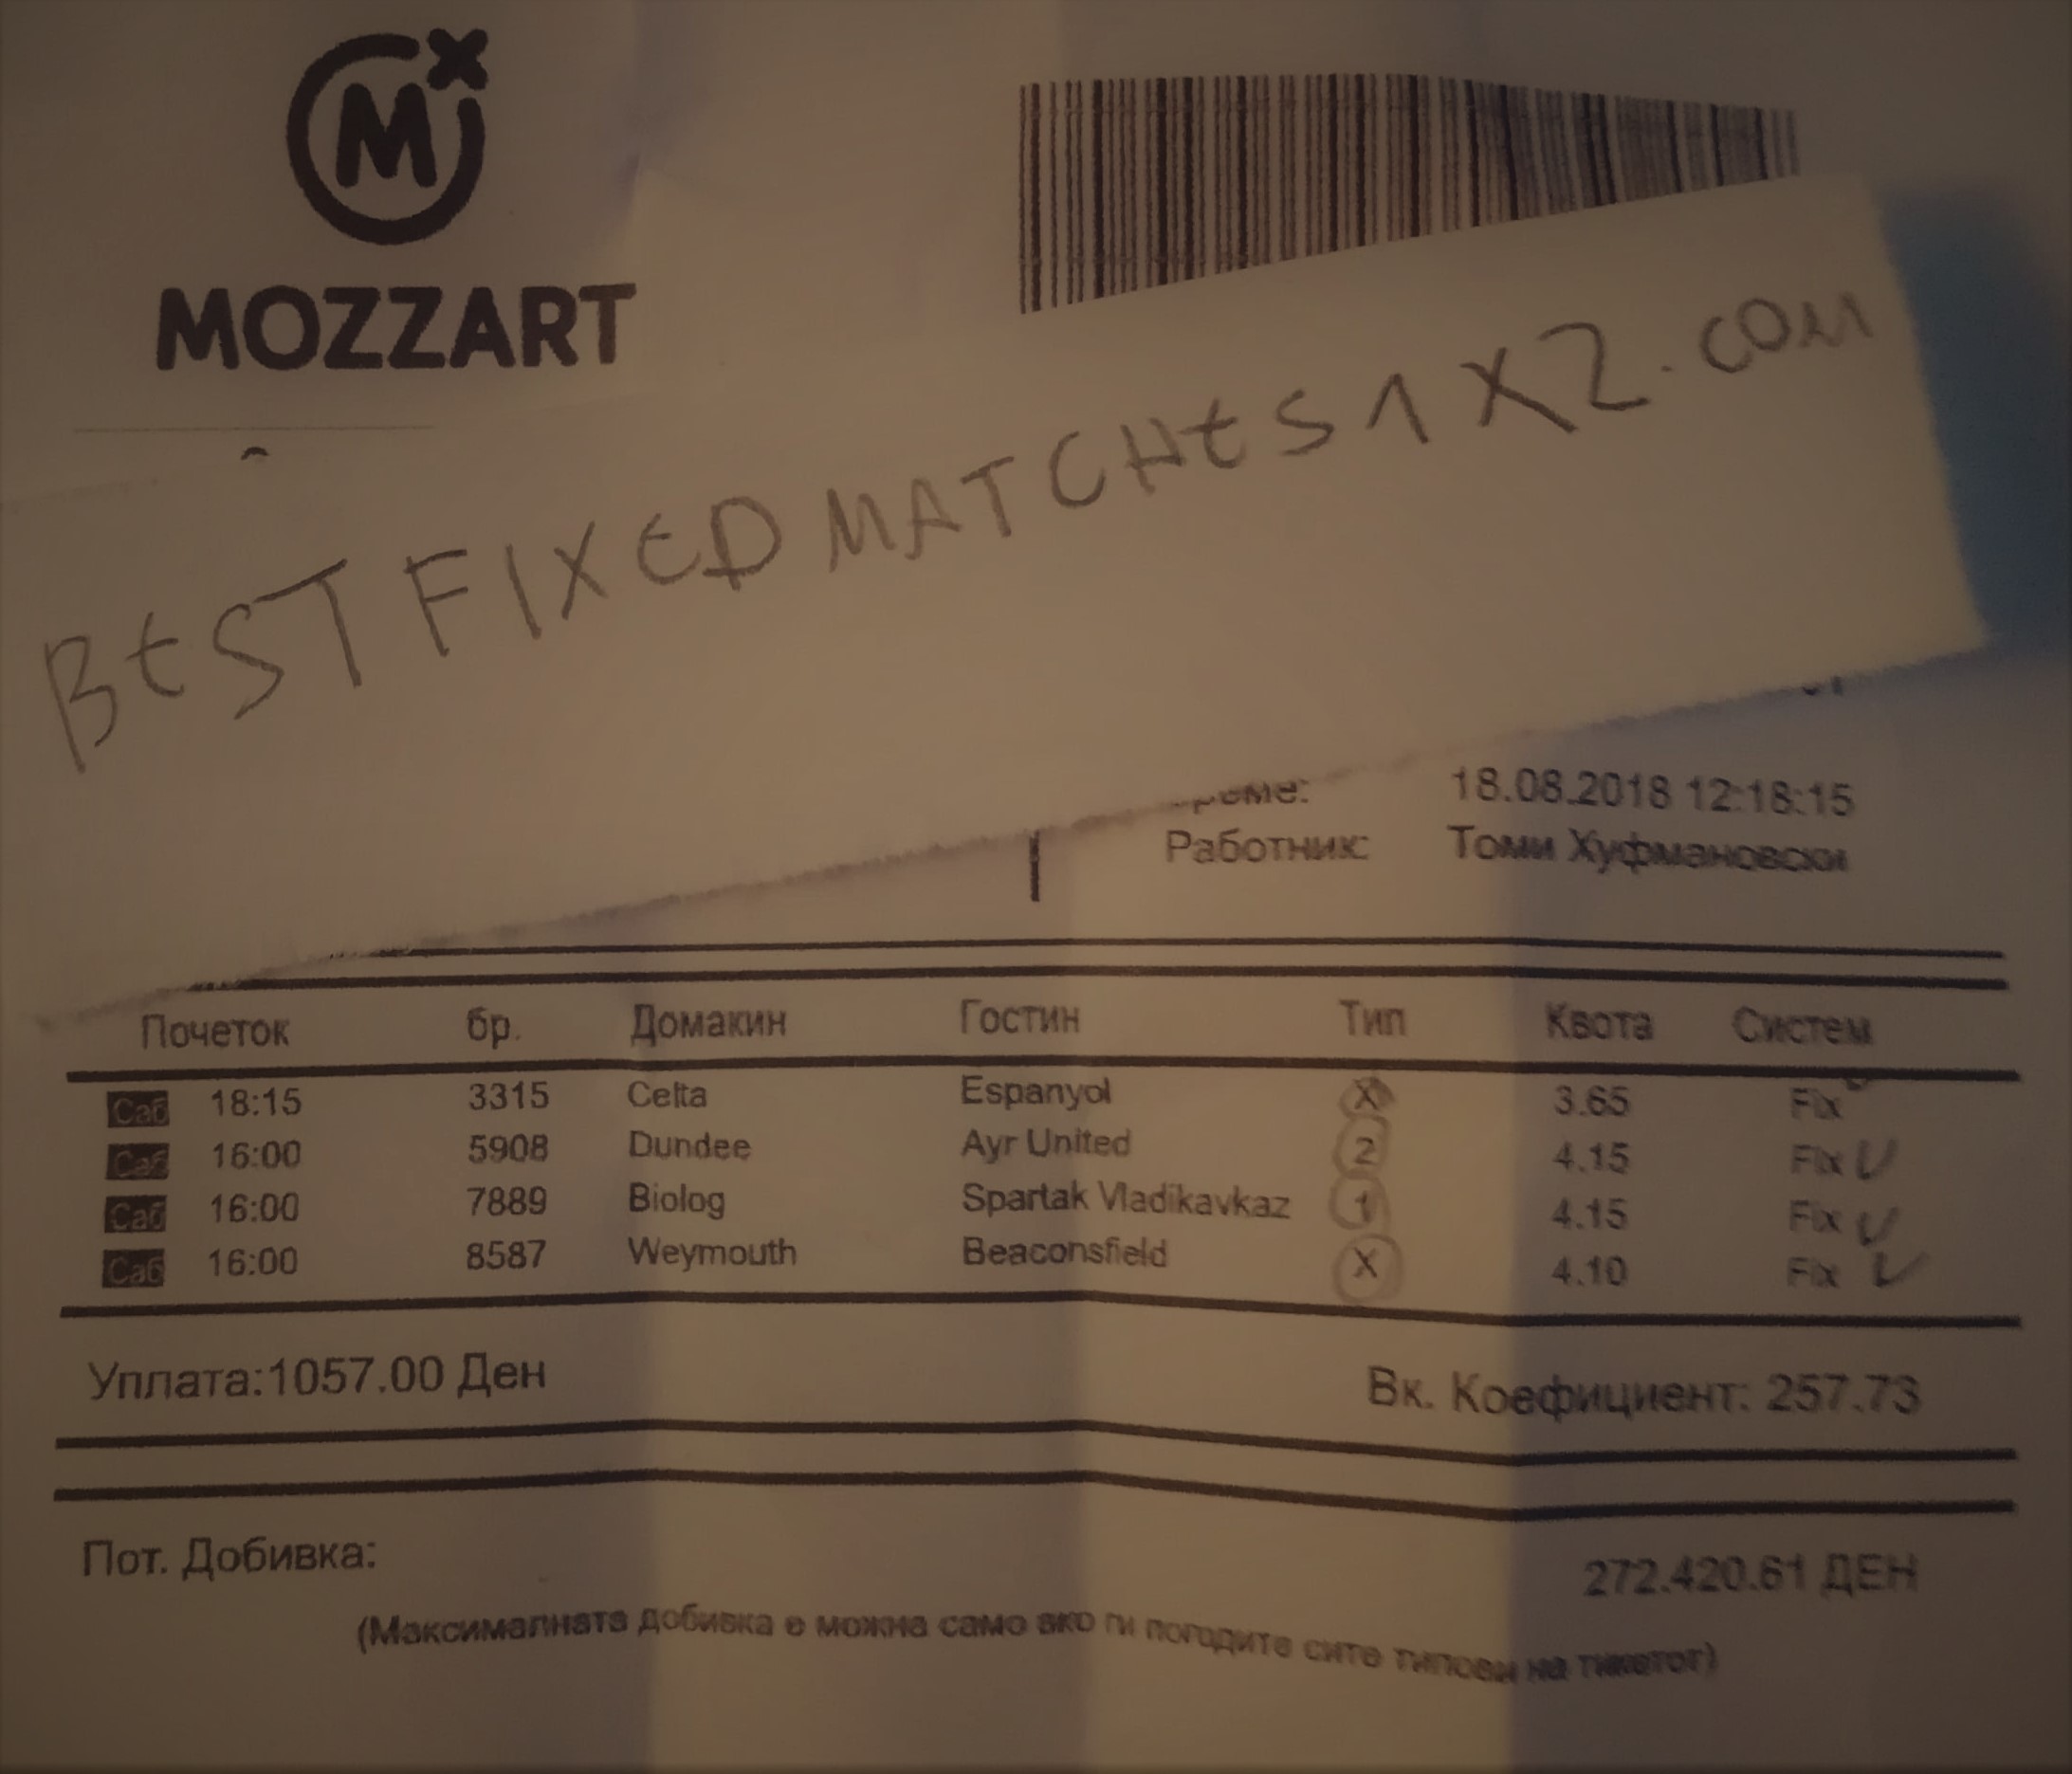 MOZZART
BEST FIXED MATCHES 1X2.COM
18.08.2018 12:18:15
Работник: Томи Хуфмановски
Почеток бр. Домакин Гостин Тип Квота Систем
Саб 18:15 3315 Celta Espanyol X 3.65 Fix
Саб 16:00 5908 Dundee Ayr United 2 4.15 Fix
Саб 16:00 7889 Biolog Spartak Vladikavkaz 1 4.15 Fix
Саб 16:00 8587 Weymouth Beaconsfield X 4.10 Fix
Уплата:1057.00 Ден Вк. Коефициент: 257.73
Пот. Добивка: 272.420.61 ДЕН
(Максималната добивка е можна само ако ги погодите сите типови на тикетот)